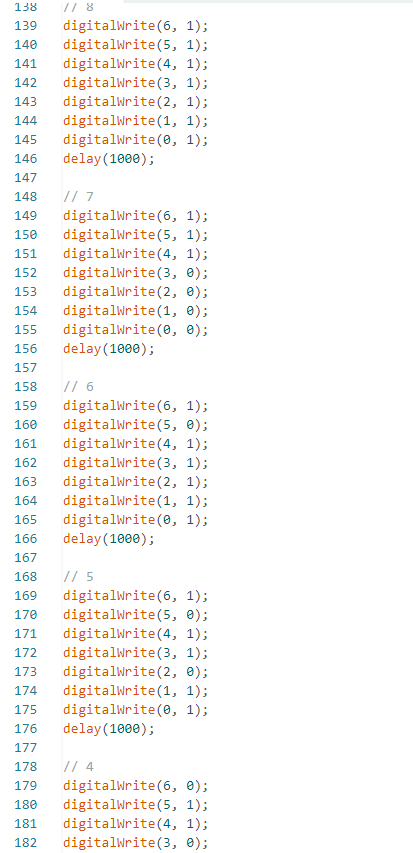 138 // 8
139 digitalWrite(6, 1);
140 digitalWrite(5, 1);
141 digitalWrite(4, 1);
142 digitalWrite(3, 1);
143 digitalWrite(2, 1);
144 digitalWrite(1, 1);
145 digitalWrite(0, 1);
146 delay(1000);
147
148 // 7
149 digitalWrite(6, 1);
150 digitalWrite(5, 1);
151 digitalWrite(4, 1);
152 digitalWrite(3, 0);
153 digitalWrite(2, 0);
154 digitalWrite(1, 0);
155 digitalWrite(0, 0);
156 delay(1000);
157
158 // 6
159 digitalWrite(6, 1);
160 digitalWrite(5, 0);
161 digitalWrite(4, 1);
162 digitalWrite(3, 1);
163 digitalWrite(2, 1);
164 digitalWrite(1, 1);
165 digitalWrite(0, 1);
166 delay(1000);
167
168 // 5
169 digitalWrite(6, 1);
170 digitalWrite(5, 0);
171 digitalWrite(4, 1);
172 digitalWrite(3, 1);
173 digitalWrite(2, 0);
174 digitalWrite(1, 1);
175 digitalWrite(0, 1);
176 delay(1000);
177
178 // 4
179 digitalWrite(6, 0);
180 digitalWrite(5, 1);
181 digitalWrite(4, 1);
182 digitalWrite(3, 0);